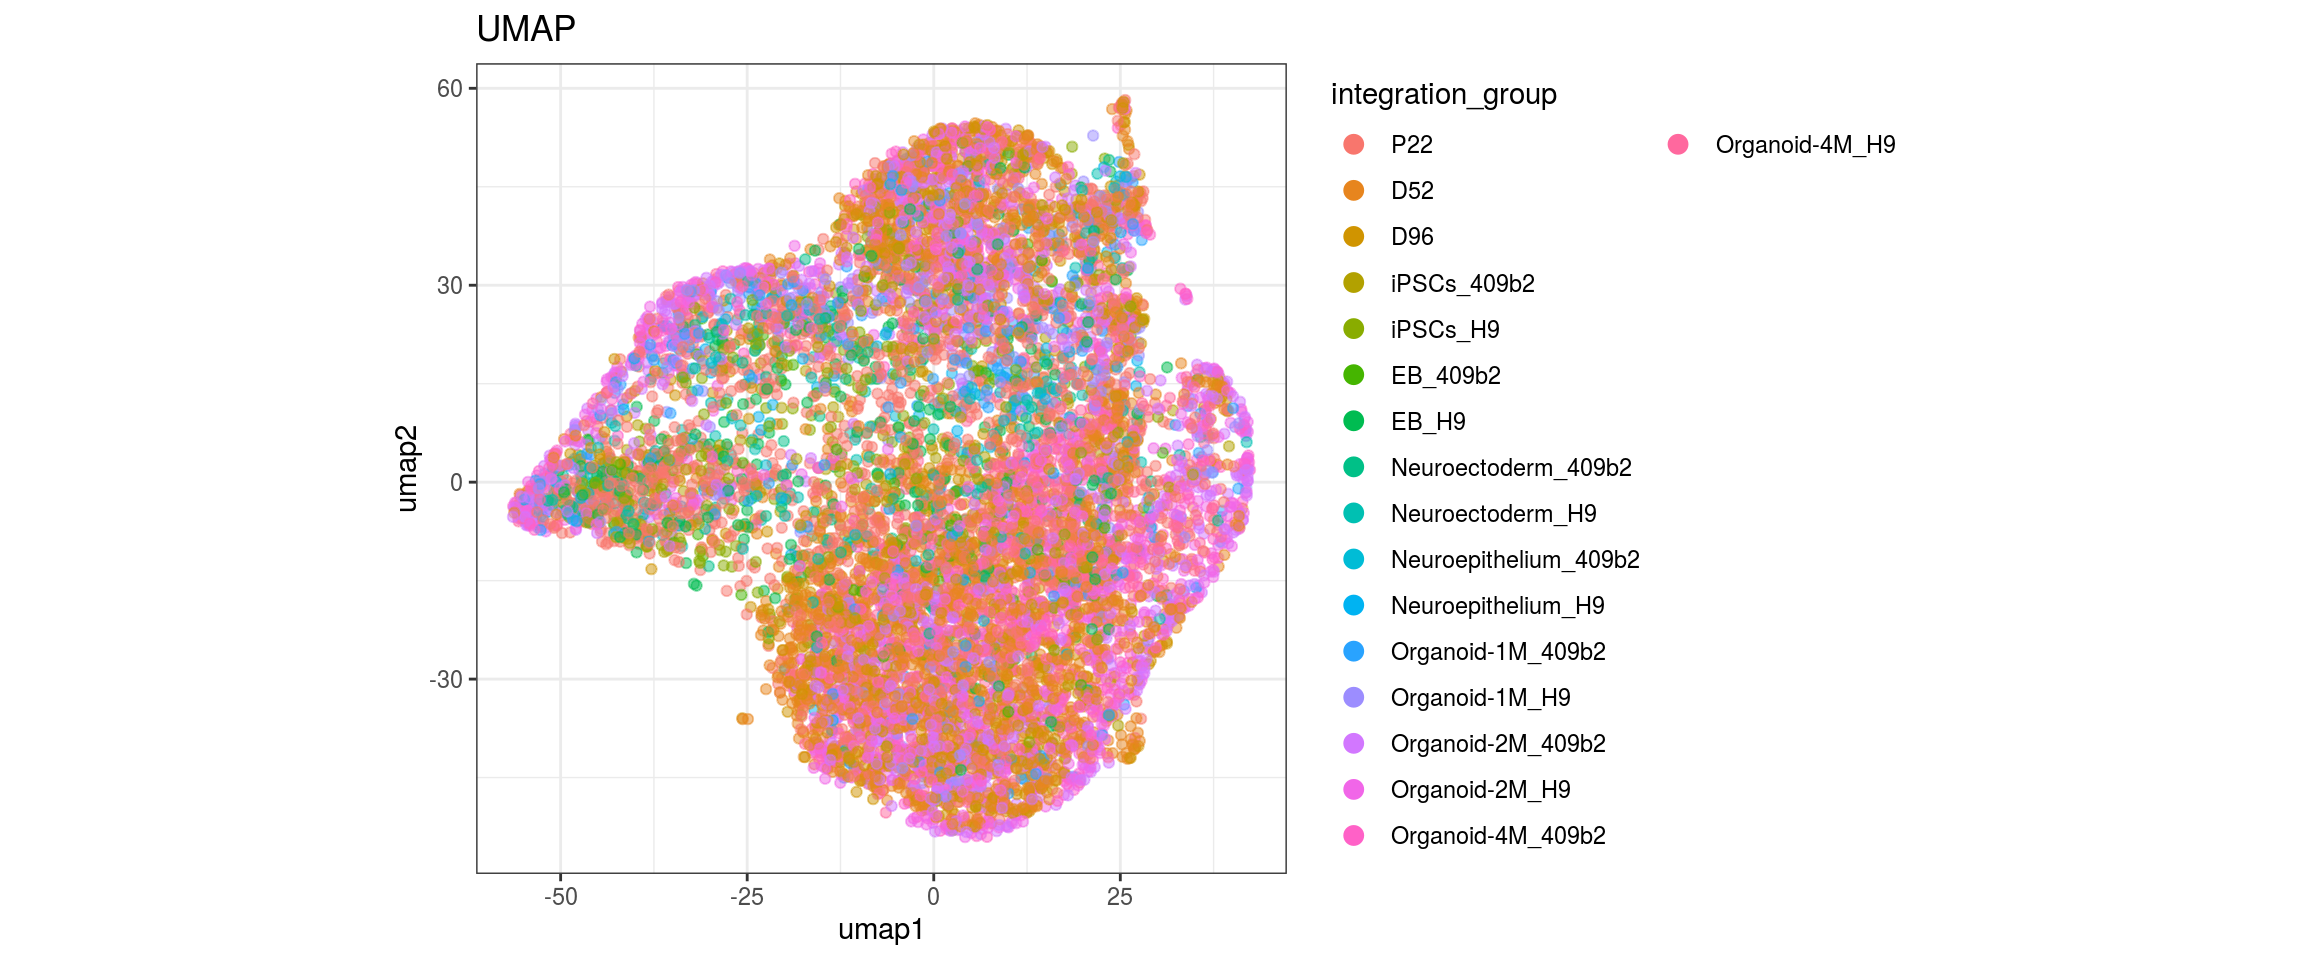 UMAP
60
30
0
-30
umap2
-50
-25
0
25
umap1
integration_group
P22
D52
D96
iPSCs_409b2
iPSCs_H9
EB_409b2
EB_H9
Neuroectoderm_409b2
Neuroectoderm_H9
Neuroepithelium_409b2
Neuroepithelium_H9
Organoid-1M_409b2
Organoid-1M_H9
Organoid-2M_409b2
Organoid-2M_H9
Organoid-4M_409b2
Organoid-4M_H9